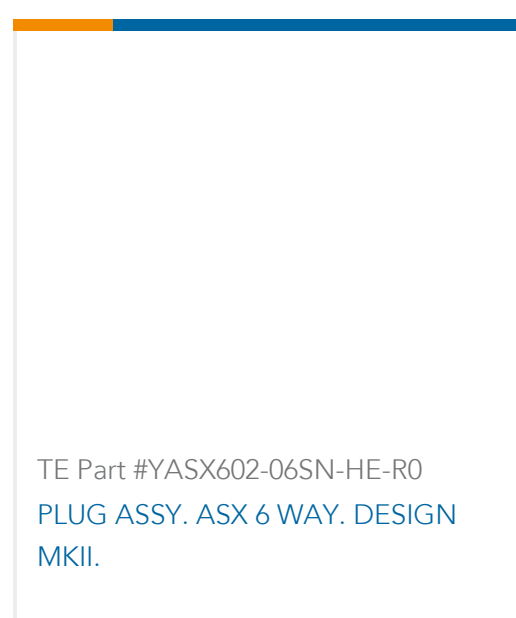 TE Part #YASX602-06SN-HE-R0
PLUG ASSY. ASX 6 WAY. DESIGN
MKII.